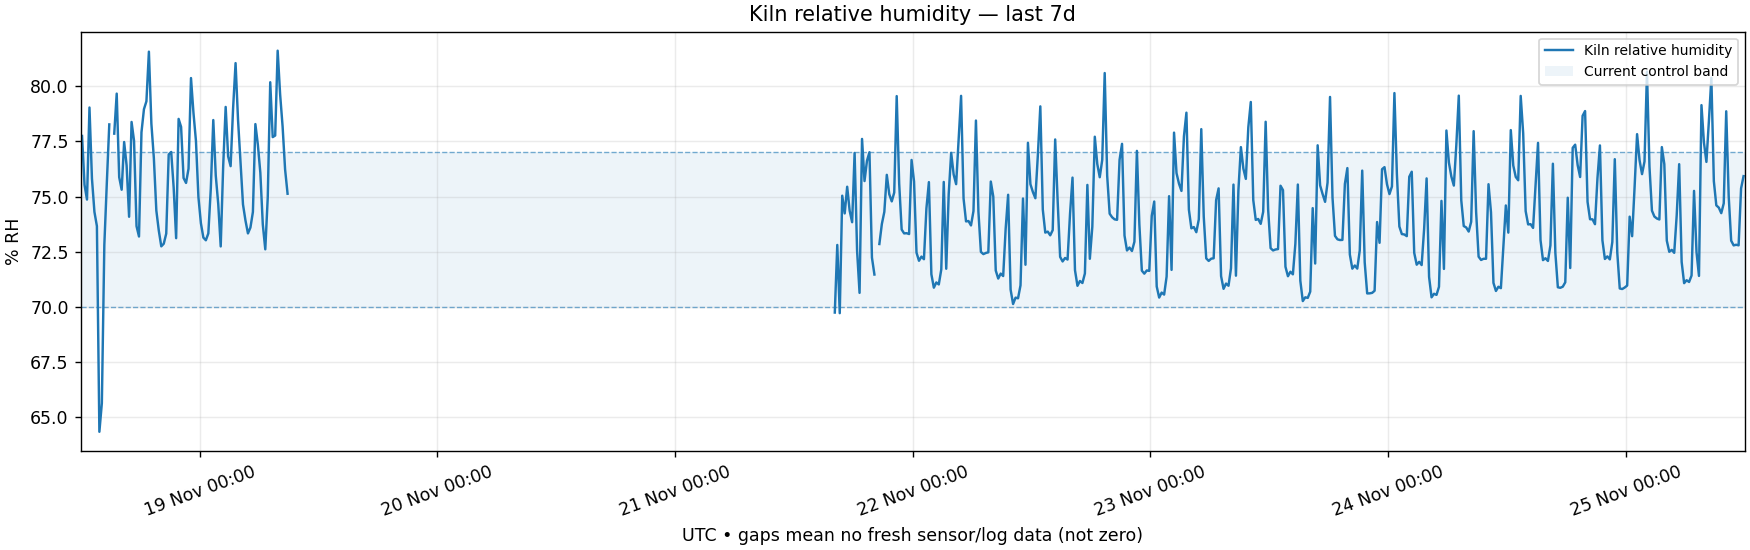 Kiln relative humidity — last 7d
Kiln relative humidity
Current control band
% RH
80.0
77.5
75.0
72.5
70.0
67.5
65.0
19 Nov 00:00
20 Nov 00:00
21 Nov 00:00
22 Nov 00:00
23 Nov 00:00
24 Nov 00:00
25 Nov 00:00
UTC • gaps mean no fresh sensor/log data (not zero)